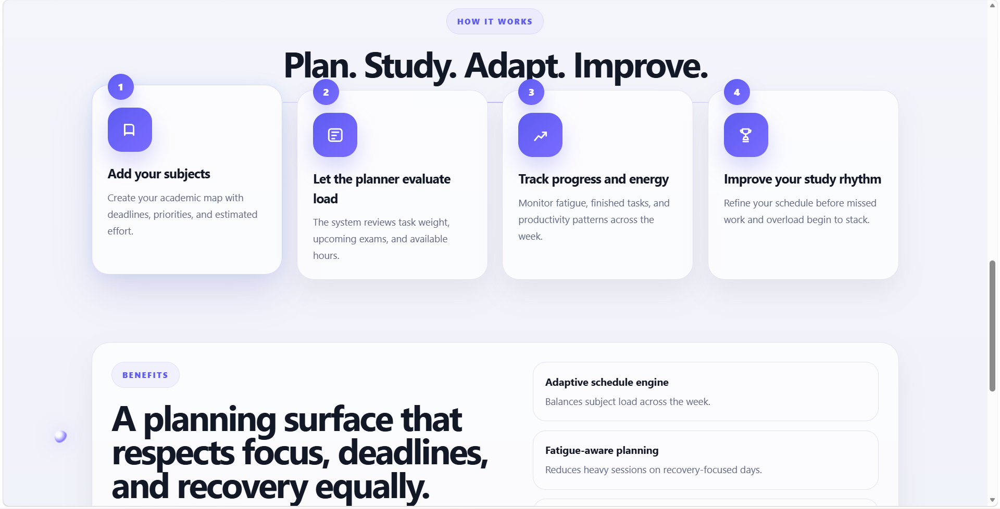 HOW IT WORKS
Plan. Study. Adapt. Improve.
1
Add your subjects
Create your academic map with
deadlines, priorities, and estimated
effort.
2
Let the planner evaluate
load
The system reviews task weight,
upcoming exams, and available
hours.
3
Track progress and energy
Monitor fatigue, finished tasks, and
productivity patterns across the
week.
4
Improve your study rhythm
Refine your schedule before missed
work and overload begin to stack.
BENEFITS
A planning surface that
respects focus, deadlines,
and recovery equally.
Adaptive schedule engine
Balances subject load across the week.
Fatigue-aware planning
Reduces heavy sessions on recovery-focused days.